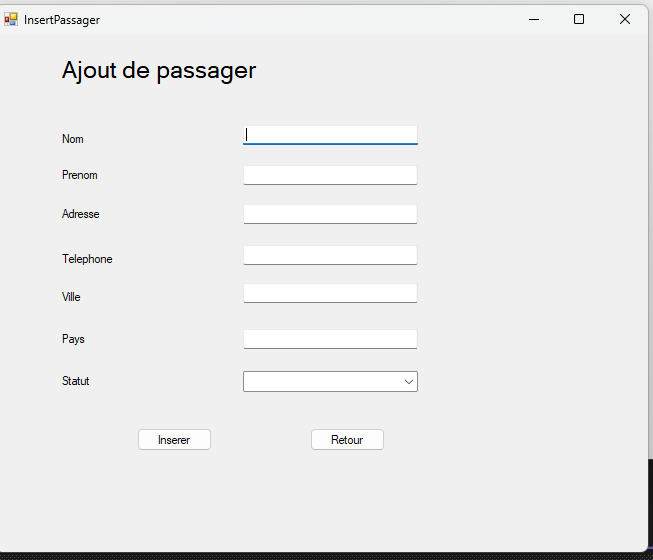 InsertPassager
Ajout de passager
Nom
Prenom
Adresse
Telephone
Ville
Pays
Statut
Inserer
Retour